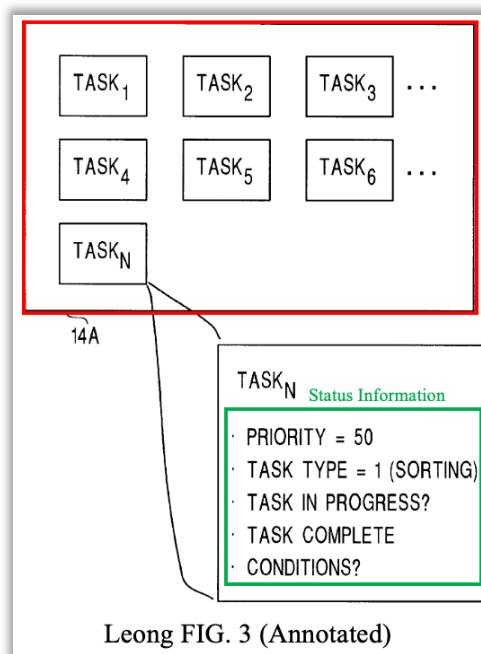 TASK1 TASK2 TASK3 ...
TASK4 TASK5 TASK6 ...
TASKN
14A
TASKN Status Information
· PRIORITY = 50
· TASK TYPE = 1 (SORTING)
· TASK IN PROGRESS?
· TASK COMPLETE
· CONDITIONS?
Leong FIG. 3 (Annotated)